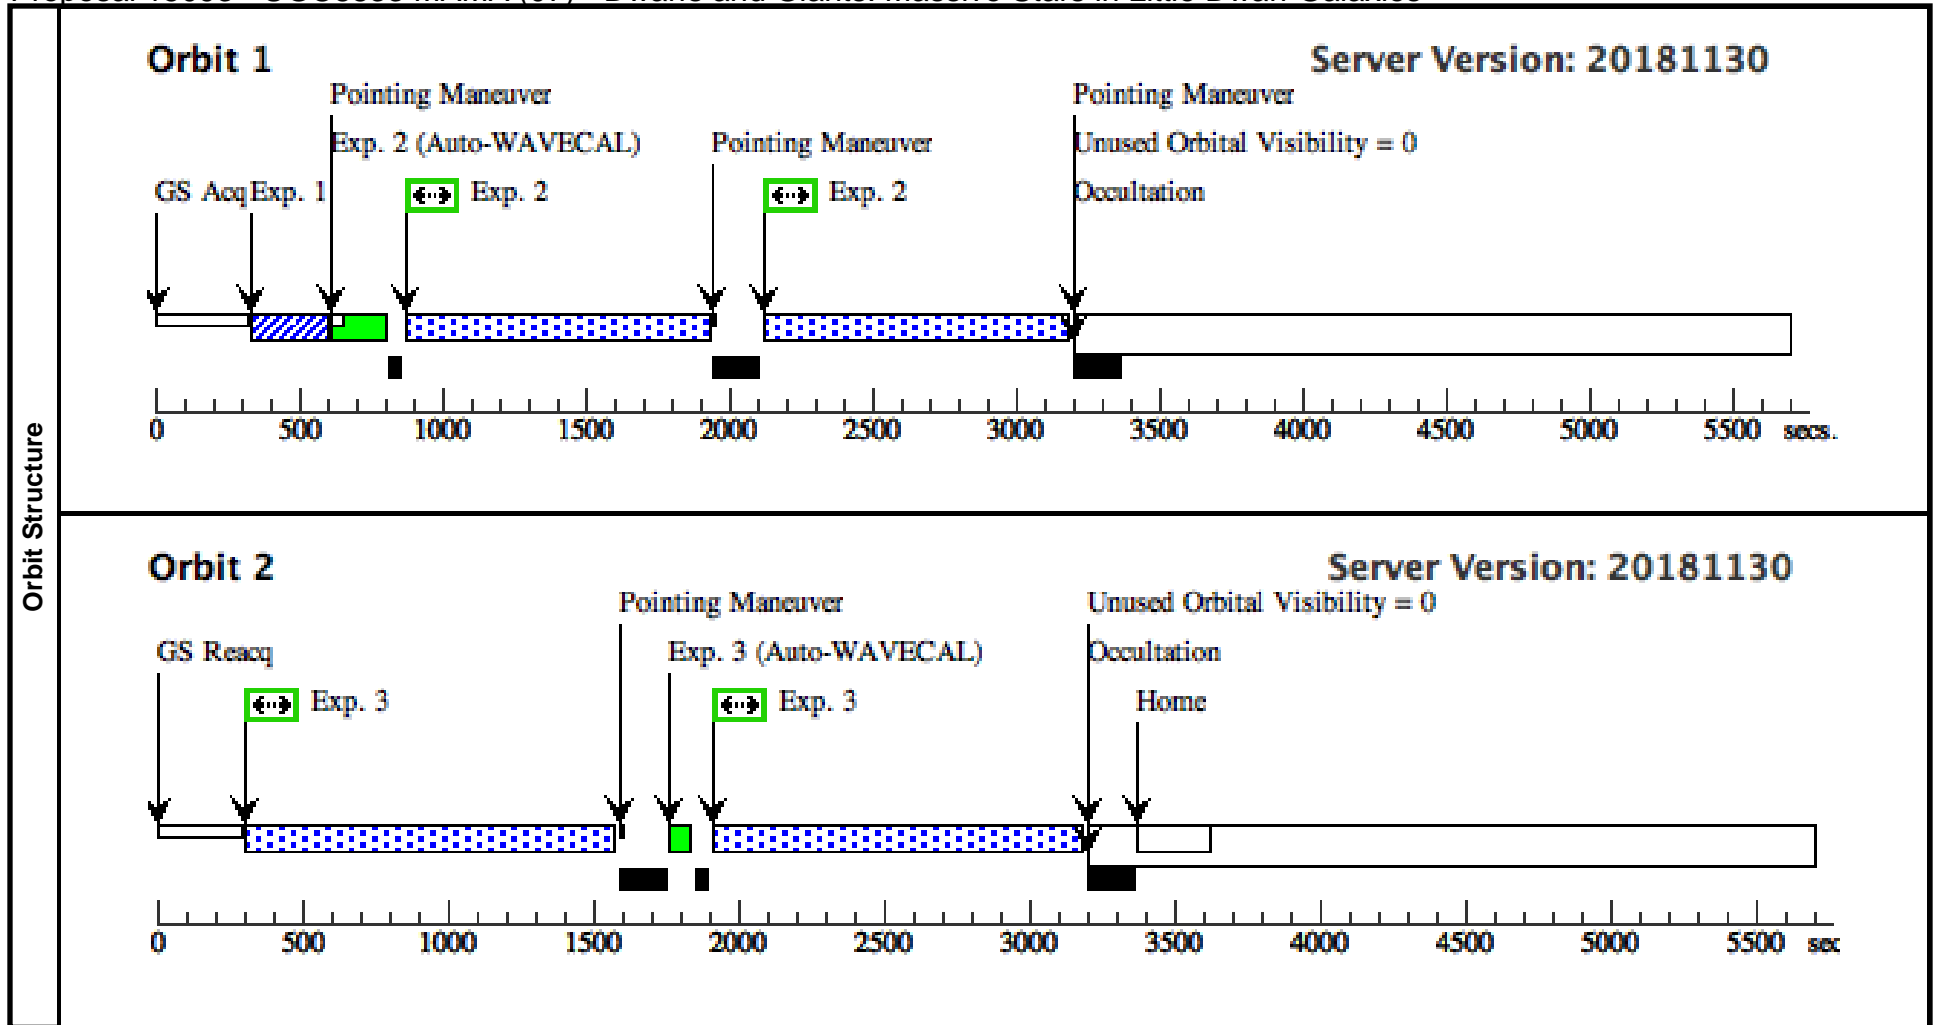 Orbit Structure
Orbit 1
Server Version: 20181130
Pointing Maneuver
Pointing Maneuver
Exp. 2 (Auto-WAVECAL)
Pointing Maneuver
Unused Orbital Visibility = 0
GS Acq
Exp. 1
Exp. 2
Exp. 2
Occultation
0 500 1000 1500 2000 2500 3000 3500 4000 4500 5000 5500 secs.
Orbit 2
Server Version: 20181130
Pointing Maneuver
Unused Orbital Visibility = 0
GS Reacq
Exp. 3 (Auto-WAVECAL)
Occultation
Exp. 3
Exp. 3
Home
0 500 1000 1500 2000 2500 3000 3500 4000 4500 5000 5500 sec